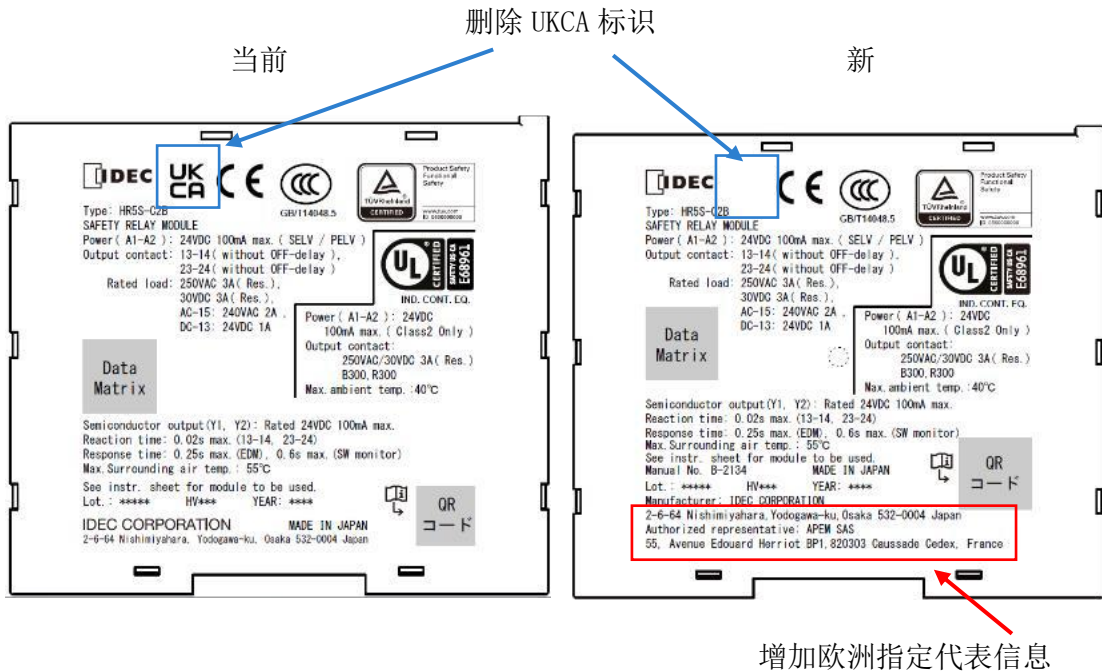 删除 UKCA 标识
当前
新
IDEC UK CA CE CCC
GB/T14048.5
TÜVRheinland
CERTIFIED
Product Safety
Functional
Safety
Type: HR5S-C2B
SAFETY RELAY MODULE
Power( A1-A2 ): 24VDC 100mA max. ( SELV / PELV )
Output contact: 13-14( without OFF-delay ),
23-24( without OFF-delay )
Rated load: 250VAC 3A( Res.),
30VDC 3A( Res.),
AC-15: 240VAC 2A ,
DC-13: 24VDC 1A
UL CERTIFIED
SAFETY US CA
E68961
IND. CONT. EQ.
Power( A1-A2 ): 24VDC
100mA max. ( Class2 Only )
Output contact:
250VAC/30VDC 3A( Res.)
B300, R300
Max. ambient temp. :40℃
Data
Matrix
Semiconductor output(Y1, Y2): Rated 24VDC 100mA max.
Reaction time: 0.02s max. (13-14, 23-24)
Response time: 0.25s max. (EDM), 0.6s max. (SW monitor)
Max. Surrounding air temp. : 55℃
See instr. sheet for module to be used.
Lot. : ***** HV*** YEAR: ****
QR
コード
IDEC CORPORATION MADE IN JAPAN
2-6-64 Nishimiyahara, Yodogawa-ku, Osaka 532-0004 Japan
IDEC CE CCC
GB/T14048.5
TÜVRheinland
CERTIFIED
Product Safety
Functional
Safety
Type: HR5S-C2B
SAFETY RELAY MODULE
Power( A1-A2 ): 24VDC 100mA max. ( SELV / PELV )
Output contact: 13-14( without OFF-delay ),
23-24( without OFF-delay )
Rated load: 250VAC 3A( Res.),
30VDC 3A( Res.),
AC-15: 240VAC 2A ,
DC-13: 24VDC 1A
UL CERTIFIED
SAFETY US CA
E68961
IND. CONT. EQ.
Power( A1-A2 ): 24VDC
100mA max. ( Class2 Only )
Output contact:
250VAC/30VDC 3A( Res.)
B300, R300
Max. ambient temp. :40℃
Data
Matrix
Semiconductor output(Y1, Y2): Rated 24VDC 100mA max.
Reaction time: 0.02s max. (13-14, 23-24)
Response time: 0.25s max. (EDM), 0.6s max. (SW monitor)
Max. Surrounding air temp. : 55℃
See instr. sheet for module to be used.
Manual No. B-2134 MADE IN JAPAN
Lot. : ***** HV*** YEAR: ****
QR
コード
Manufacturer: IDEC CORPORATION
2-6-64 Nishimiyahara, Yodogawa-ku, Osaka 532-0004 Japan
Authorized representative: APEM SAS
55, Avenue Edouard Herriot BP1, 820303 Caussade Cedex, France
增加欧洲指定代表信息